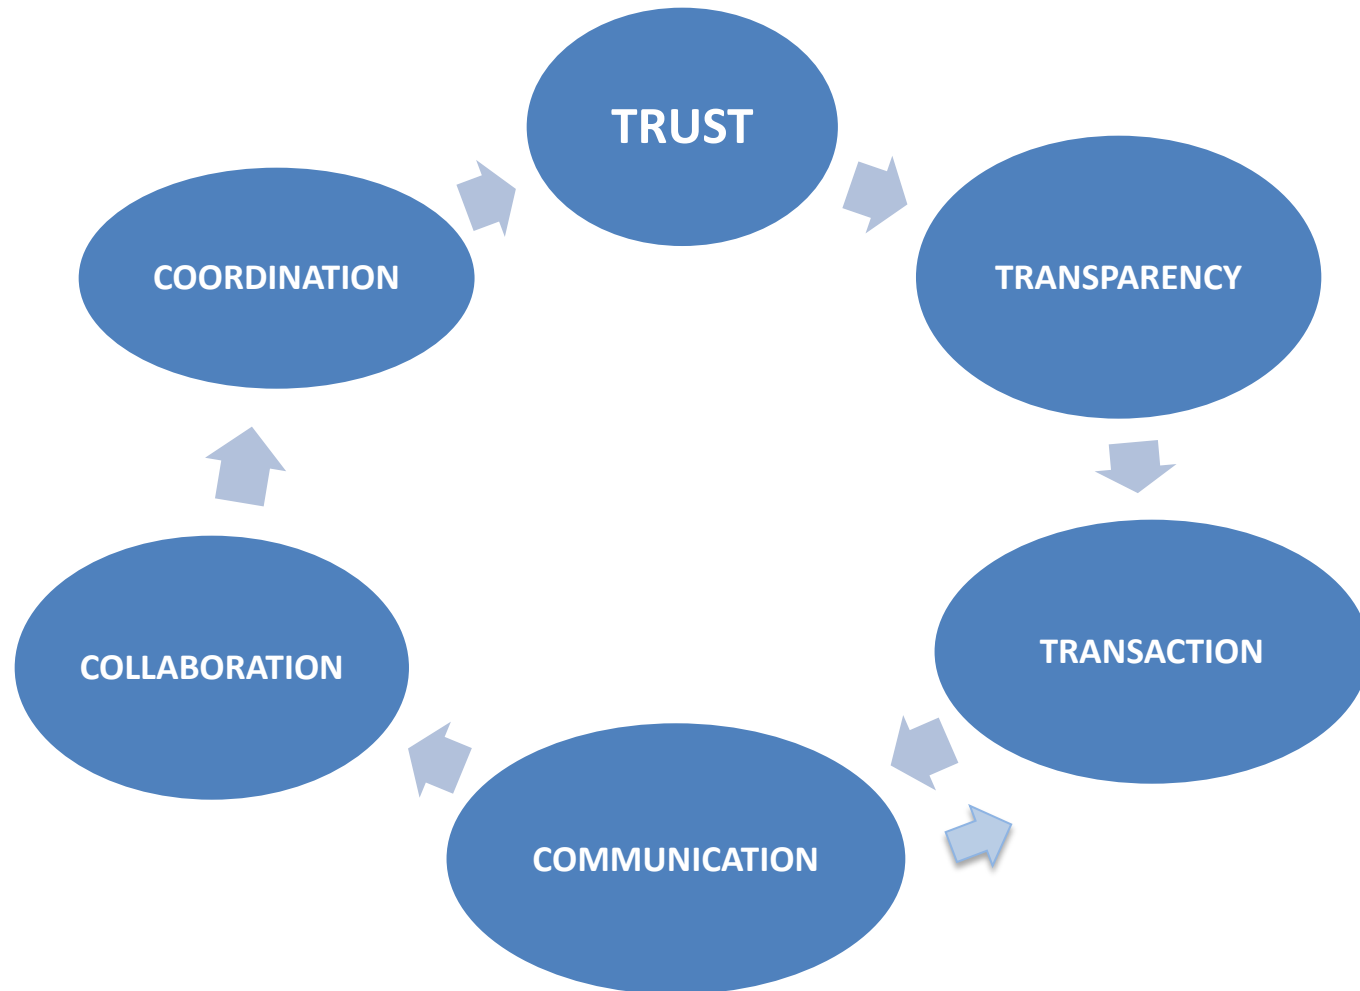 TRUST
TRANSPARENCY
TRANSACTION
COMMUNICATION
COLLABORATION
COORDINATION